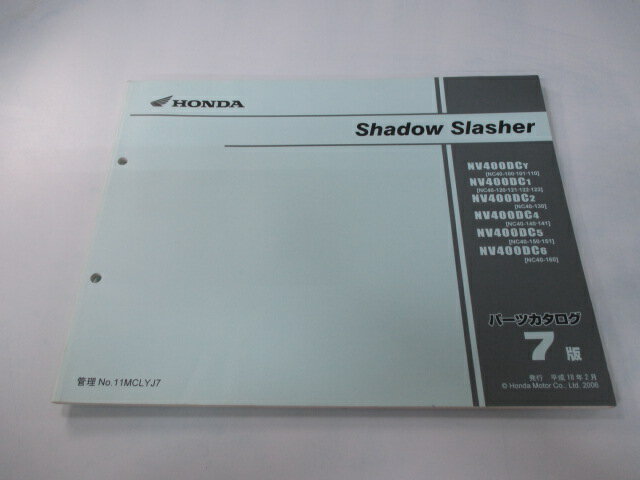 HONDA
Shadow Slasher
NV400DCY
[NC40-100・101・110]
NV400DC1
[NC40-120・121・122・123]
NV400DC2
[NC40-130]
NV400DC4
[NC40-140・141]
NV400DC5
[NC40-150・151]
NV400DC6
[NC40-160]
パーツカタログ
7版
発行 平成18年2月
© Honda Motor Co., Ltd. 2006
管理 No.11MCLYJ7